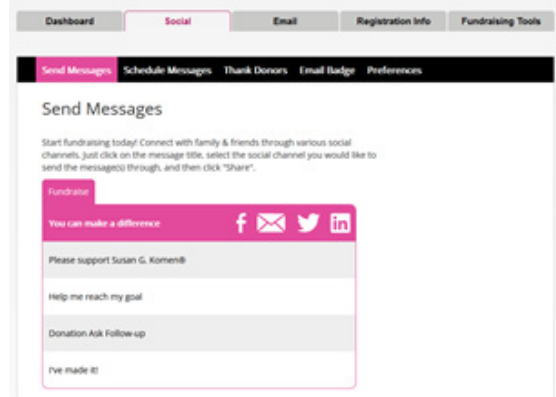 Dashboard Social Email Registration Info Fundraising Tools
Send Messages Schedule Messages Thank Donors Email Badge Preferences
Send Messages
Start fundraising today! Connect with family & friends through various social
channels. Just click on the message title, select the social channel you would like to
send the message(s) through, and then click "Share".
Fundraise
You can make a difference
Please support Susan G. Komen®
Help me reach my goal
Donation Ask Follow-up
I've made it!